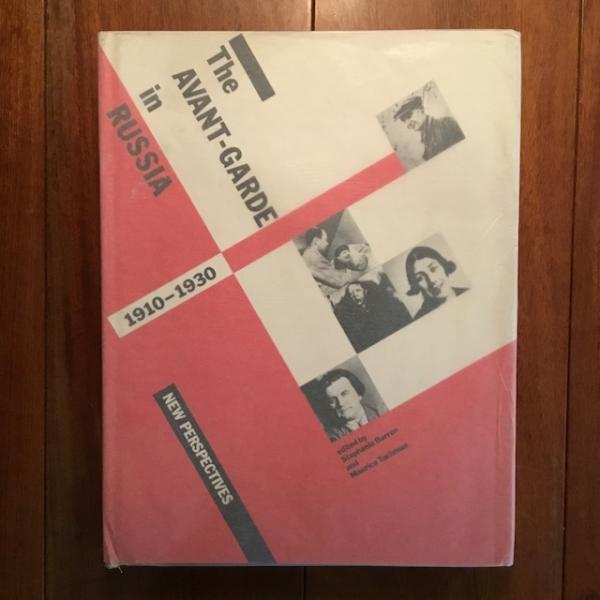 The
AVANT-GARDE
in
RUSSIA
1910–1930
NEW PERSPECTIVES
edited by
Stephanie Barron
and
Maurice Tuchman